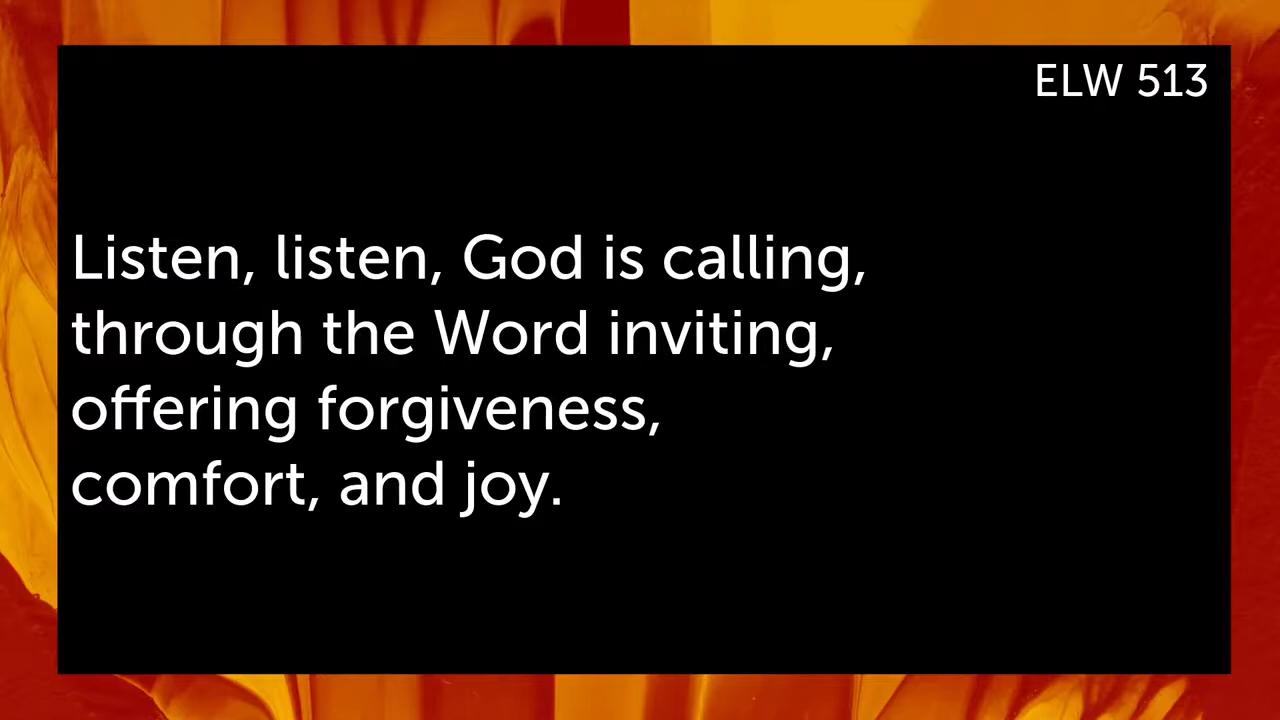 ELW 513
Listen, listen, God is calling,
through the Word inviting,
offering forgiveness,
comfort, and joy.